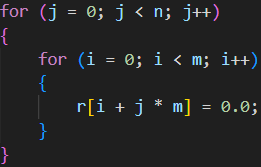 for (j = 0; j < n; j++)
{
    for (i = 0; i < m; i++)
    {
        r[i + j * m] = 0.0;
    }
}